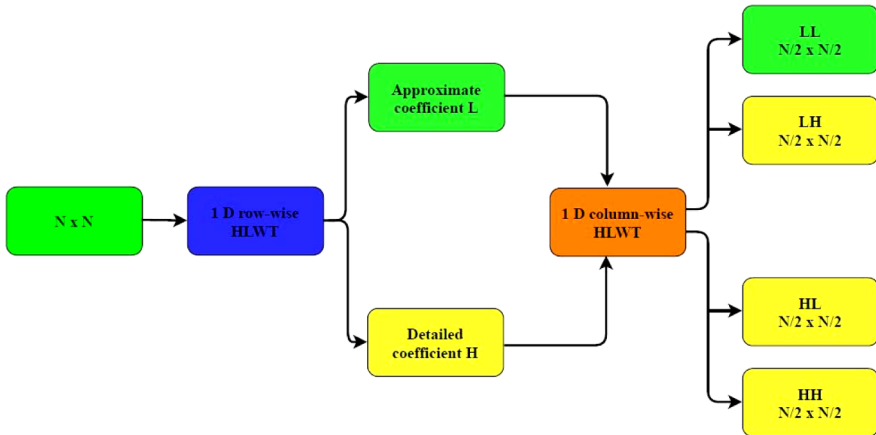 N x N
1 D row-wise
HLWT
Approximate
coefficient L
Detailed
coefficient H
1 D column-wise
HLWT
LL
N/2 x N/2
LH
N/2 x N/2
HL
N/2 x N/2
HH
N/2 x N/2